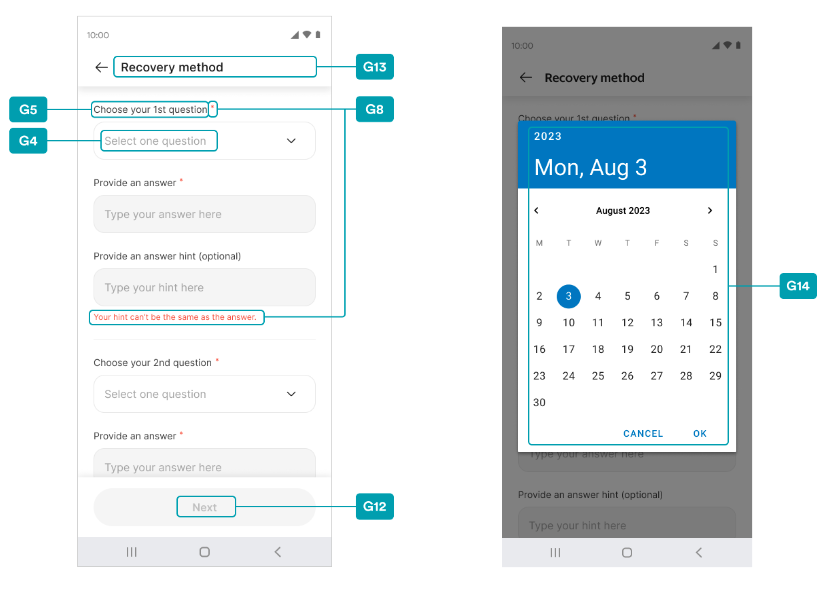 10:00
Recovery method
G13
G5
Choose your 1st question *
G8
G4
Select one question
Provide an answer *
Type your answer here
Provide an answer hint (optional)
Type your hint here
Your hint can't be the same as the answer.
Choose your 2nd question *
Select one question
Provide an answer *
Type your answer here
Next
G12
10:00
Recovery method
Choose your 1st question *
2023
Mon, Aug 3
August 2023
M T W T F S S
1
2 3 4 5 6 7 8
9 10 11 12 13 14 15
16 17 18 19 20 21 22
23 24 25 26 27 28 29
30
CANCEL OK
G14
Type your answer here
Provide an answer hint (optional)
Type your hint here